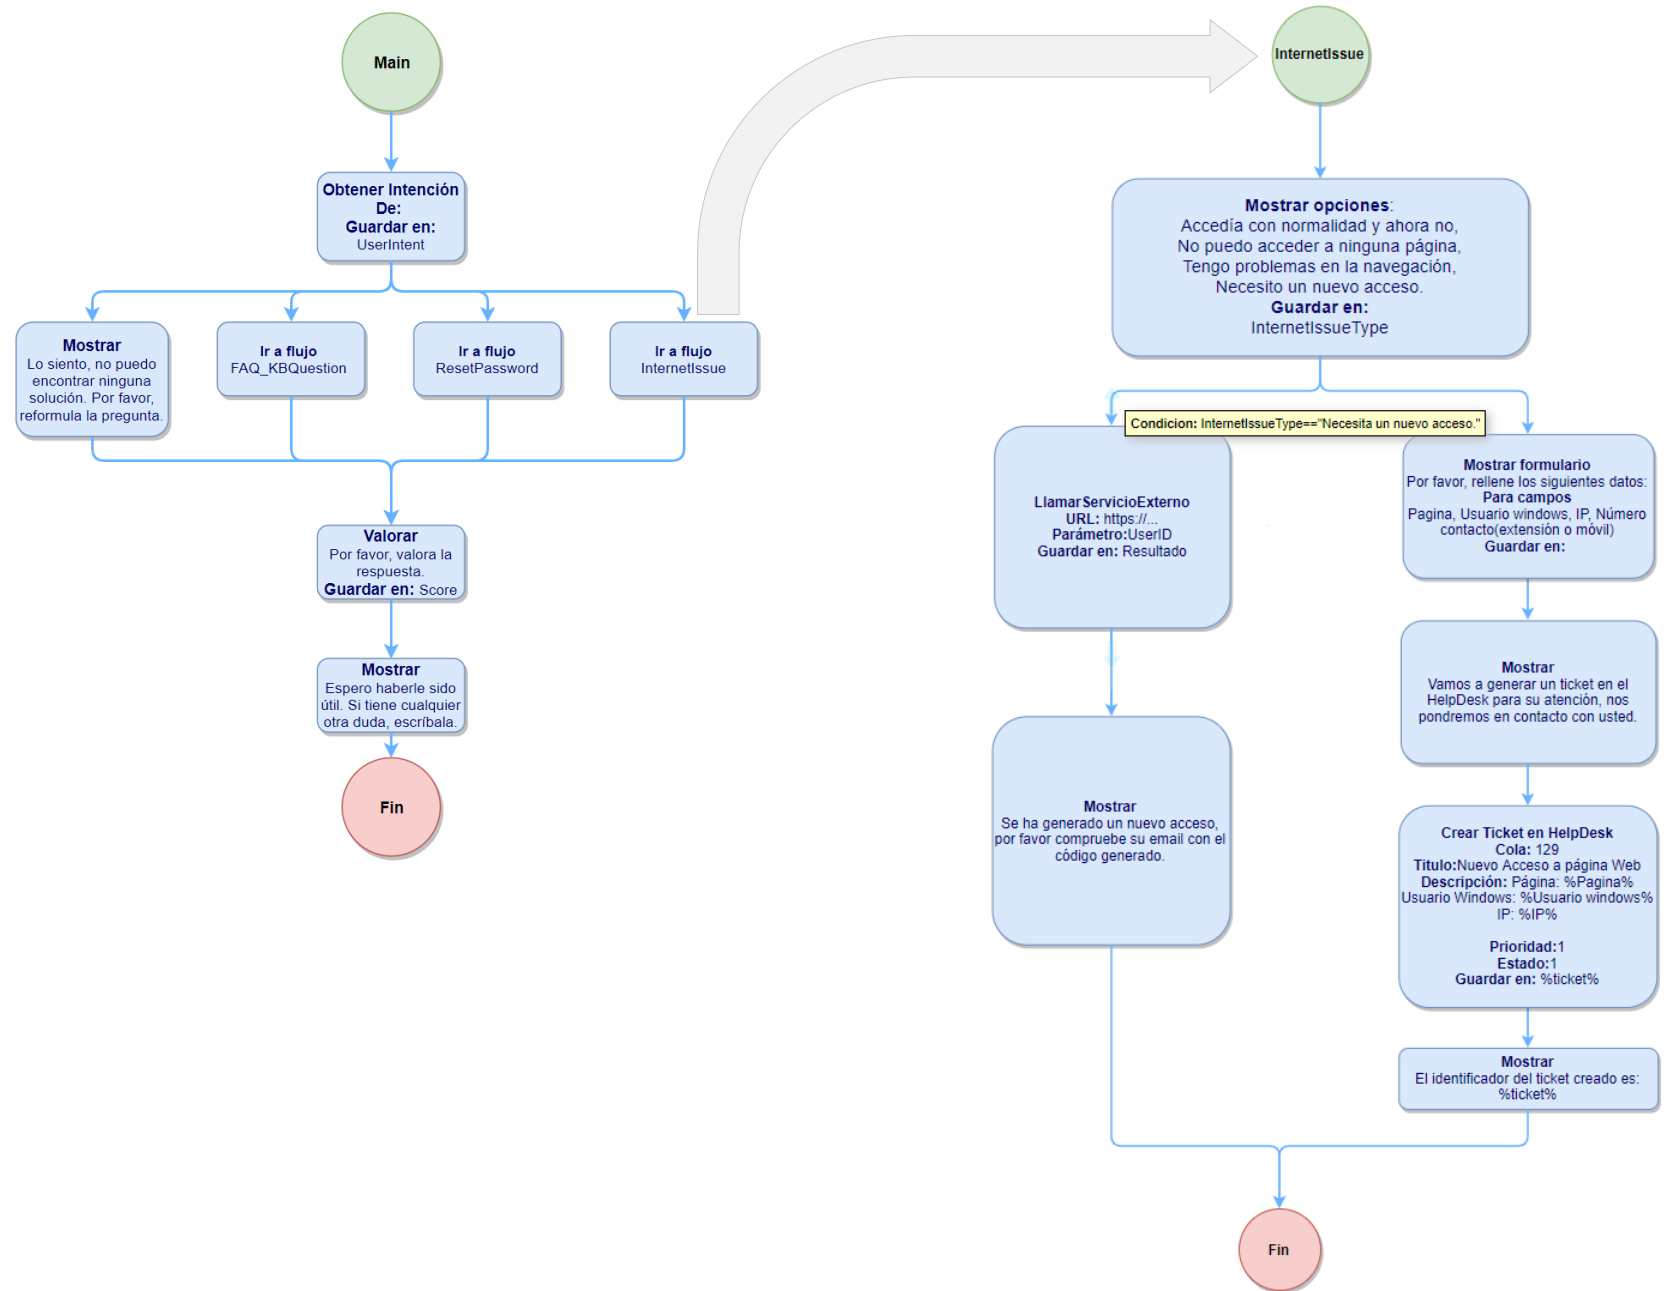 Main
Obtener Intención
De:
Guardar en:
UserIntent
Mostrar
Lo siento, no puedo
encontrar ninguna
solución. Por favor,
reformula la pregunta.
Ir a flujo
FAQ_KBQuestion
Ir a flujo
ResetPassword
Ir a flujo
InternetIssue
Valorar
Por favor, valora la
respuesta.
Guardar en: Score
Mostrar
Espero haberle sido
útil. Si tiene cualquier
otra duda, escríbala.
Fin
InternetIssue
Mostrar opciones:
Accedía con normalidad y ahora no,
No puedo acceder a ninguna página,
Tengo problemas en la navegación,
Necesito un nuevo acceso.
Guardar en:
InternetIssueType
Condicion: InternetIssueType=="Necesita un nuevo acceso."
LlamarServicioExterno
URL: https://...
Parámetro:UserID
Guardar en: Resultado
Mostrar
Se ha generado un nuevo acceso,
por favor compruebe su email con el
código generado.
Mostrar formulario
Por favor, rellene los siguientes datos:
Para campos
Pagina, Usuario windows, IP, Número
contacto(extensión o móvil)
Guardar en:
Mostrar
Vamos a generar un ticket en el
HelpDesk para su atención, nos
pondremos en contacto con usted.
Crear Ticket en HelpDesk
Cola: 129
Titulo:Nuevo Acceso a página Web
Descripción: Página: %Pagina%
Usuario Windows: %Usuario windows%
IP: %IP%
Prioridad:1
Estado:1
Guardar en: %ticket%
Mostrar
El identificador del ticket creado es:
%ticket%
Fin